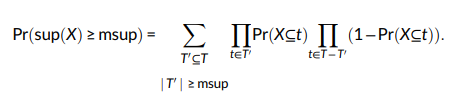 Pr(sup(X) ≥ msup) = ∑ ∏ Pr(X⊆t) ∏ (1−Pr(X⊆t)).
T'⊆T t∈T' t∈T−T'
|T'| ≥ msup